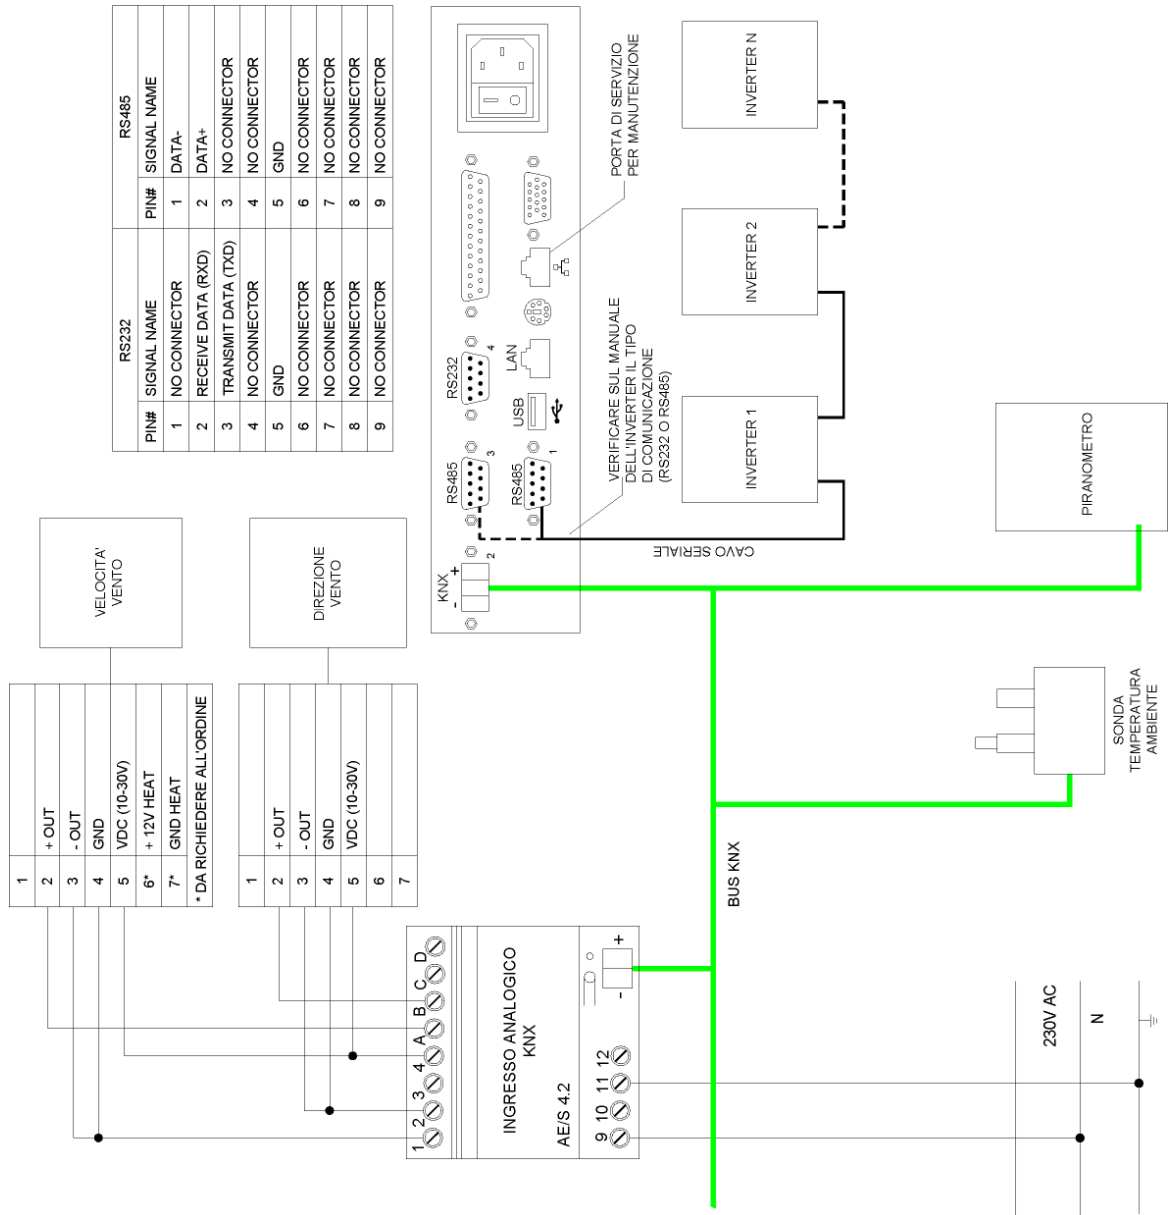 RS232
RS485
PIN# SIGNAL NAME PIN# SIGNAL NAME
1 NO CONNECTOR 1 DATA-
2 RECEIVE DATA (RXD) 2 DATA+
3 TRANSMIT DATA (TXD) 3 NO CONNECTOR
4 NO CONNECTOR 4 NO CONNECTOR
5 GND 5 GND
6 NO CONNECTOR 6 NO CONNECTOR
7 NO CONNECTOR 7 NO CONNECTOR
8 NO CONNECTOR 8 NO CONNECTOR
9 NO CONNECTOR 9 NO CONNECTOR
1
2 + OUT
3 - OUT
4 GND
5 VDC (10-30V)
6* + 12V HEAT
7* GND HEAT
* DA RICHIEDERE ALL'ORDINE
VELOCITA'
VENTO
1
2 + OUT
3 - OUT
4 GND
5 VDC (10-30V)
6
7
DIREZIONE
VENTO
KNX
- +
2
RS485
3
RS232
4
RS485
1
USB
LAN
PORTA DI SERVIZIO
PER MANUTENZIONE
VERIFICARE SUL MANUALE
DELL'INVERTER IL TIPO
DI COMUNICAZIONE
(RS232 O RS485)
CAVO SERIALE
INVERTER 1
INVERTER 2
INVERTER N
1 2 3 4 A B C D
INGRESSO ANALOGICO
KNX
AE/S 4.2
9 10 11 12
- +
BUS KNX
SONDA
TEMPERATURA
AMBIENTE
PIRANOMETRO
230V AC
N